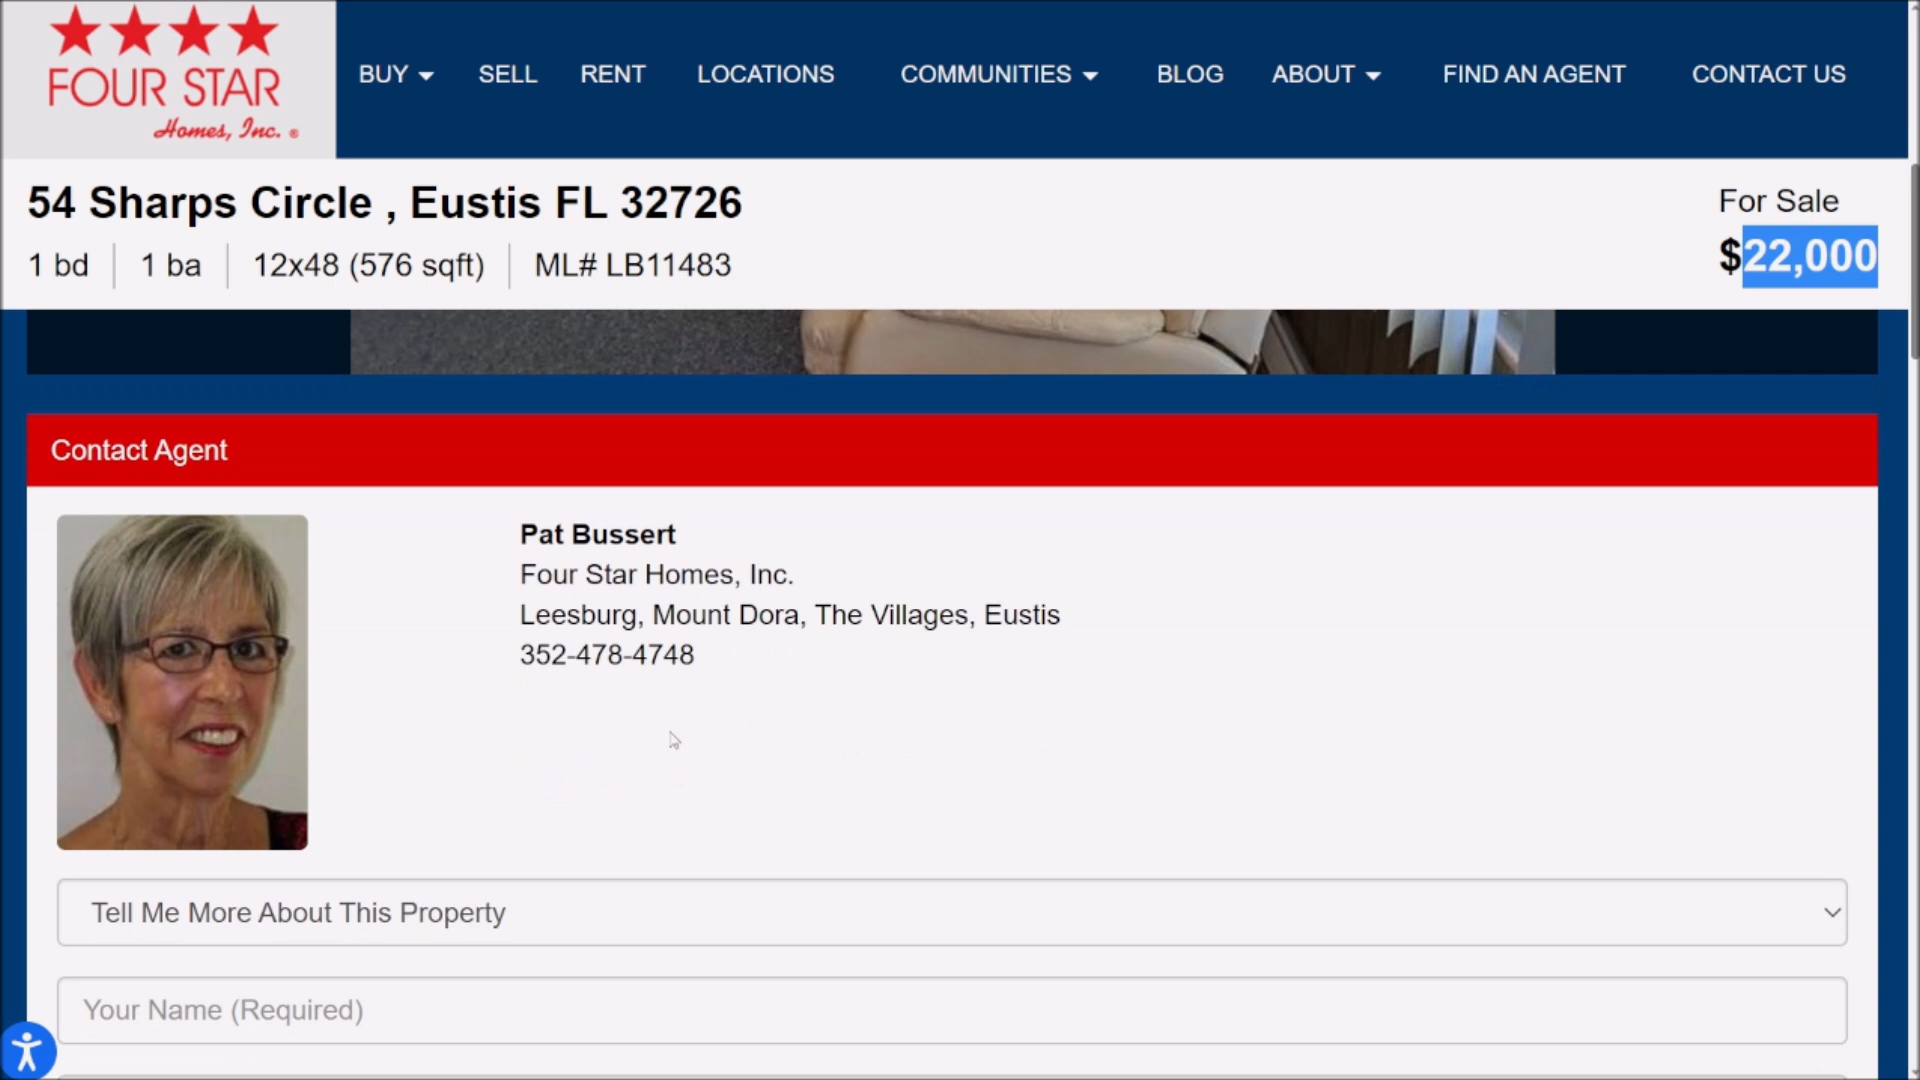 FOUR STAR
Homes, Inc. ®
BUY
SELL
RENT
LOCATIONS
COMMUNITIES
BLOG
ABOUT
FIND AN AGENT
CONTACT US
54 Sharps Circle , Eustis FL 32726
1 bd
1 ba
12x48 (576 sqft)
ML# LB11483
For Sale
$22,000
Contact Agent
Pat Bussert
Four Star Homes, Inc.
Leesburg, Mount Dora, The Villages, Eustis
352-478-4748
Tell Me More About This Property
Your Name (Required)